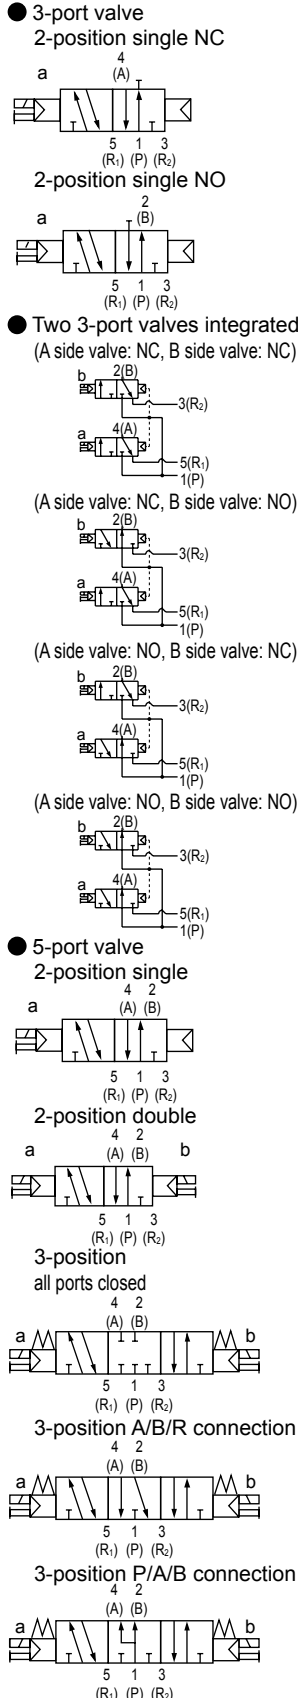 ● 3-port valve
2-position single NC
4
a (A)
5 1 3
(R₁) (P) (R₂)
2-position single NO
2
a (B)
5 1 3
(R₁) (P) (R₂)
● Two 3-port valves integrated
(A side valve: NC, B side valve: NC)
b 2(B)
3(R₂)
a 4(A)
5(R₁)
1(P)
(A side valve: NC, B side valve: NO)
b 2(B)
3(R₂)
a 4(A)
5(R₁)
1(P)
(A side valve: NO, B side valve: NC)
b 2(B)
3(R₂)
a 4(A)
5(R₁)
1(P)
(A side valve: NO, B side valve: NO)
b 2(B)
3(R₂)
a 4(A)
5(R₁)
1(P)
● 5-port valve
2-position single
4 2
a (A) (B)
5 1 3
(R₁) (P) (R₂)
2-position double
4 2
a (A) (B) b
5 1 3
(R₁) (P) (R₂)
3-position
all ports closed
4 2
(A) (B)
a b
5 1 3
(R₁) (P) (R₂)
3-position A/B/R connection
4 2
(A) (B)
a b
5 1 3
(R₁) (P) (R₂)
3-position P/A/B connection
4 2
(A) (B)
a b
5 1 3
(R₁) (P) (R₂)